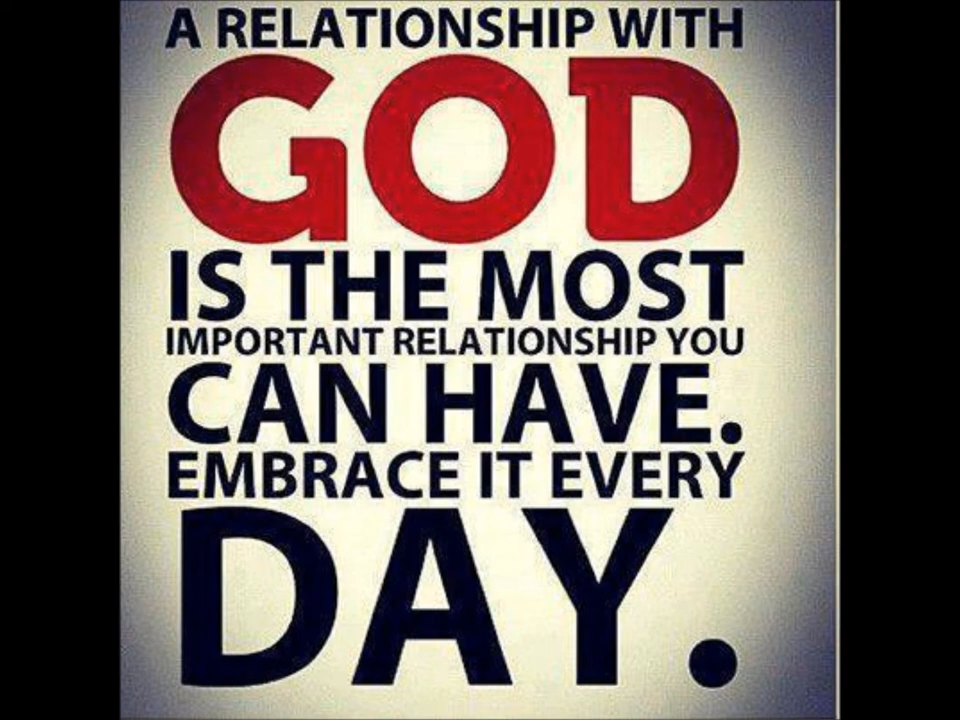 A RELATIONSHIP WITH
GOD
IS THE MOST
IMPORTANT RELATIONSHIP YOU
CAN HAVE.
EMBRACE IT EVERY
DAY.